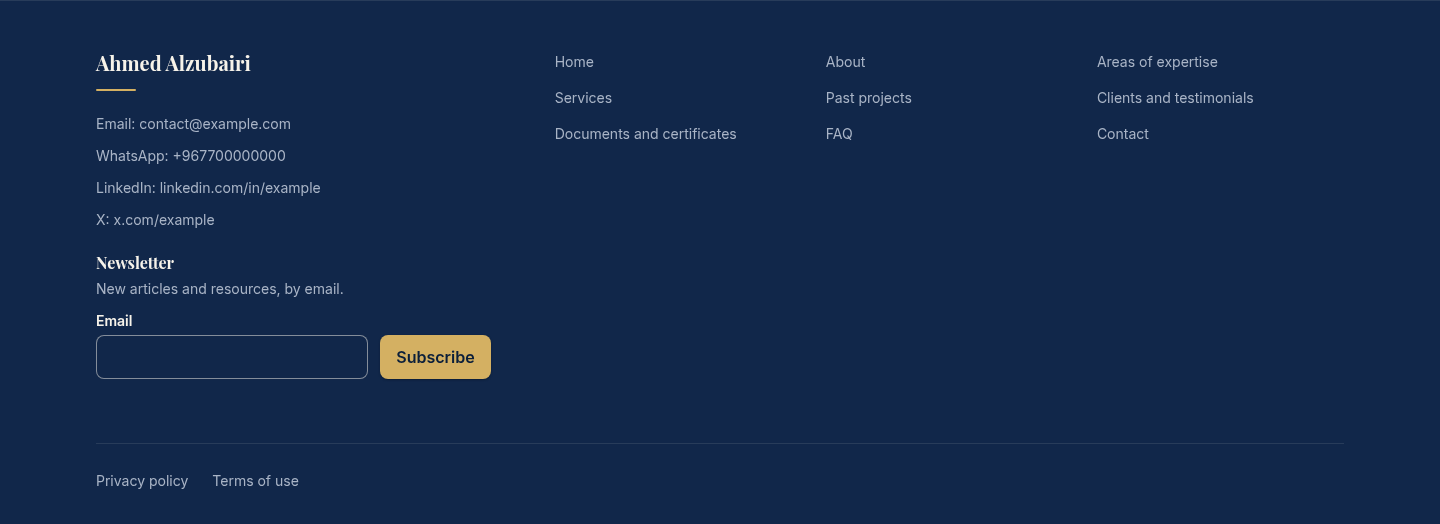 Ahmed Alzubairi
Email: contact@example.com
WhatsApp: +967700000000
LinkedIn: linkedin.com/in/example
X: x.com/example
Newsletter
New articles and resources, by email.
Email
Subscribe
Home
About
Areas of expertise
Services
Past projects
Clients and testimonials
Documents and certificates
FAQ
Contact
Privacy policy
Terms of use